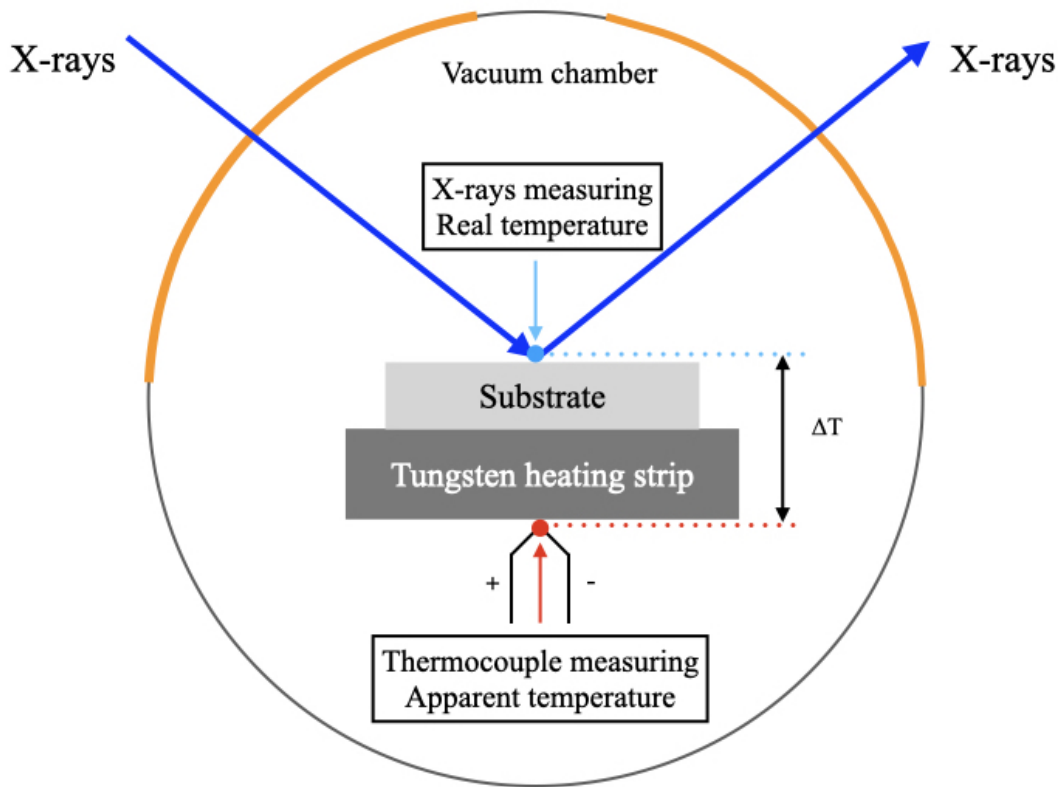 X-rays
X-rays
Vacuum chamber
X-rays measuring
Real temperature
Substrate
ΔT
Tungsten heating strip
+ -
Thermocouple measuring
Apparent temperature